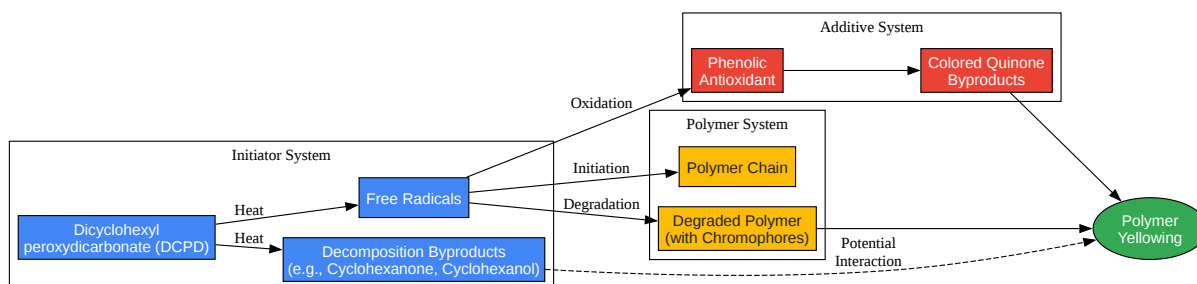 Additive System
Phenolic
Antioxidant
Colored Quinone
Byproducts
Oxidation
Polymer System
Initiator System
Initiation
Polymer Chain
Free Radicals
Heat
Degradation
Dicyclohexyl
peroxydicarbonate (DCPD)
Degraded Polymer
(with Chromophores)
Polymer
Yellowing
Heat
Decomposition Byproducts
(e.g., Cyclohexanone, Cyclohexanol)
Potential
Interaction